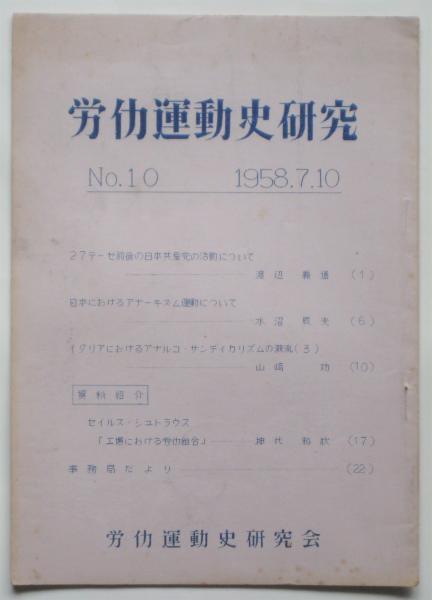 労仂運動史研究
No.10 1958.7.10
27テーゼ前後の日本共産党の活動について
渡辺 義通 (1)
日本におけるアナーキズム運動について
水沼 辰夫 (6)
イタリアにおけるアナルコ・サンディカリズムの潮流(3)
山崎 功 (10)
資料紹介
セイルス・シュトラウス
「工場における労仂組合」 神代 和欣 (17)
事務局だより (22)
労仂運動史研究会